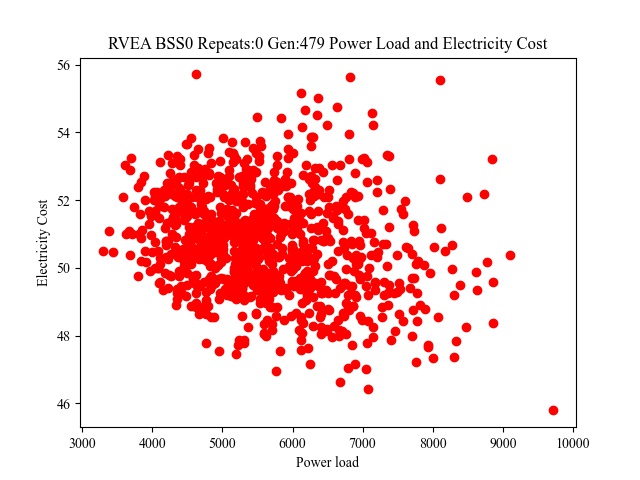 RVEA BSS0 Repeats:0 Gen:479 Power Load and Electricity Cost
56
54
52
50
48
46
Electricity Cost
3000 4000 5000 6000 7000 8000 9000 10000
Power load